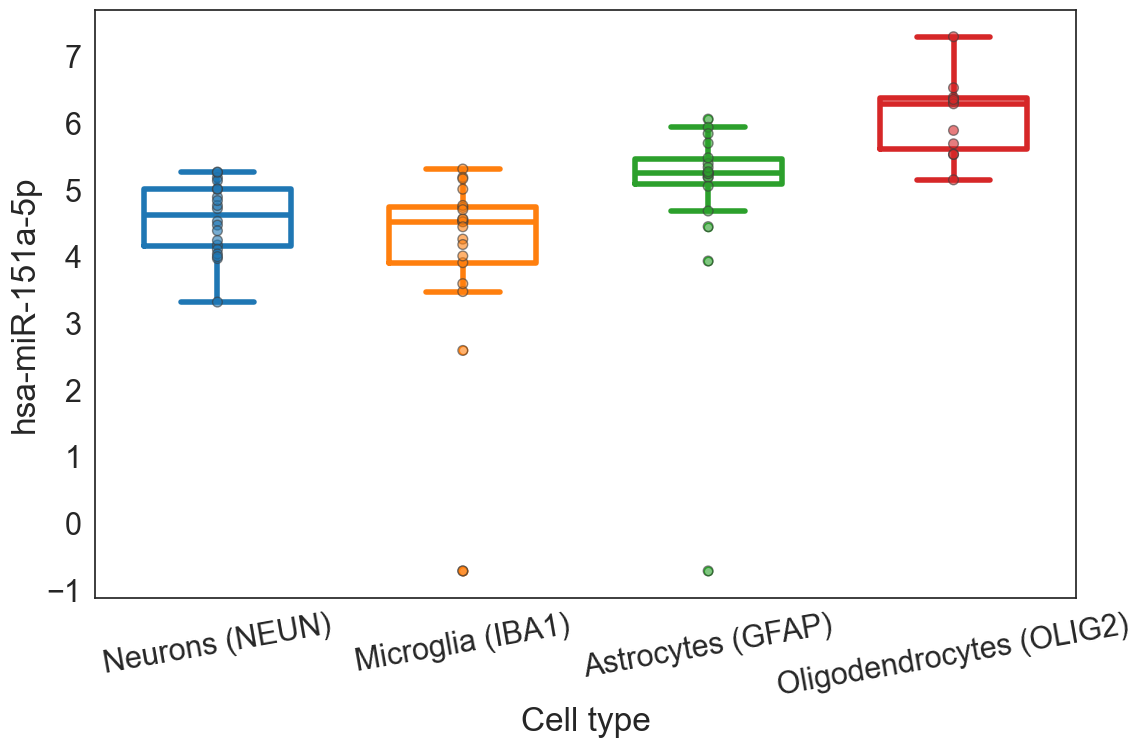 hsa-miR-151a-5p
7
6
5
4
3
2
1
0
−1
Neurons (NEUN)
Microglia (IBA1)
Astrocytes (GFAP)
Oligodendrocytes (OLIG2)
Cell type